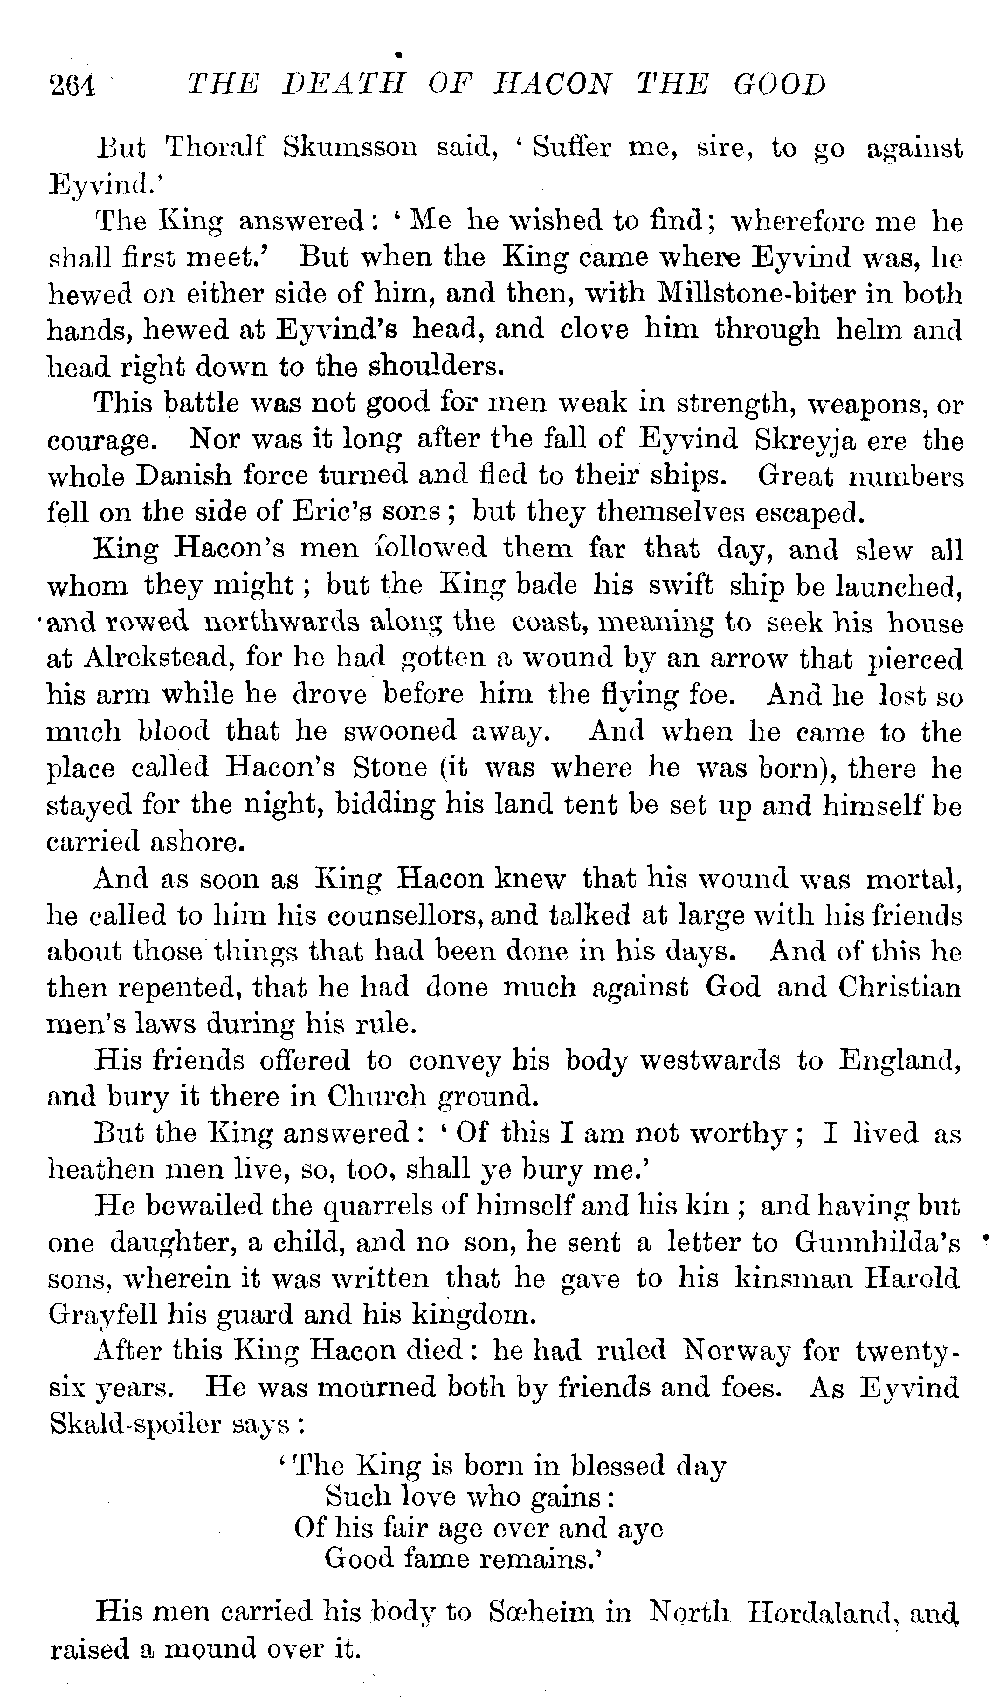 264 THE DEATH OF HACON THE GOOD
But Thoralf Skumsson said, ‘Suffer me, sire, to go against
Eyvind.’
The King answered: ‘Me he wished to find; wherefore me he
shall first meet.’ But when the King came where Eyvind was, he
hewed on either side of him, and then, with Millstone-biter in both
hands, hewed at Eyvind’s head, and clove him through helm and
head right down to the shoulders.
This battle was not good for men weak in strength, weapons, or
courage. Nor was it long after the fall of Eyvind Skreyja ere the
whole Danish force turned and fled to their ships. Great numbers
fell on the side of Eric’s sons; but they themselves escaped.
King Hacon’s men followed them far that day, and slew all
whom they might; but the King bade his swift ship be launched,
and rowed northwards along the coast, meaning to seek his house
at Alrekstead, for he had gotten a wound by an arrow that pierced
his arm while he drove before him the flying foe. And he lost so
much blood that he swooned away. And when he came to the
place called Hacon’s Stone (it was where he was born), there he
stayed for the night, bidding his land tent be set up and himself be
carried ashore.
And as soon as King Hacon knew that his wound was mortal,
he called to him his counsellors, and talked at large with his friends
about those things that had been done in his days. And of this he
then repented, that he had done much against God and Christian
men’s laws during his rule.
His friends offered to convey his body westwards to England,
and bury it there in Church ground.
But the King answered: ‘Of this I am not worthy; I lived as
heathen men live, so, too, shall ye bury me.’
He bewailed the quarrels of himself and his kin; and having but
one daughter, a child, and no son, he sent a letter to Gunnhilda’s
sons, wherein it was written that he gave to his kinsman Harold
Grayfell his guard and his kingdom.
After this King Hacon died: he had ruled Norway for twenty-
six years. He was mourned both by friends and foes. As Eyvind
Skald-spoiler says:
‘The King is born in blessed day
Such love who gains:
Of his fair age ever and aye
Good fame remains.’
His men carried his body to Sœheim in North Hordaland, and
raised a mound over it.